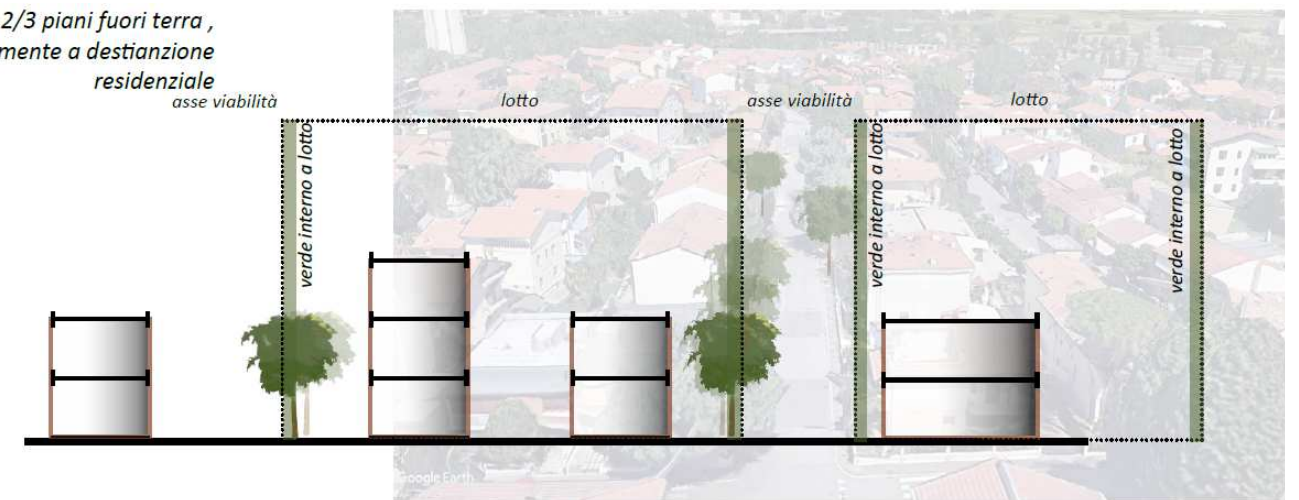 2/3 piani fuori terra ,
mente a destianzione
residenziale
asse viabilità
lotto
asse viabilità
lotto
verde interno a lotto
verde interno a lotto
verde interno a lotto
Google Earth